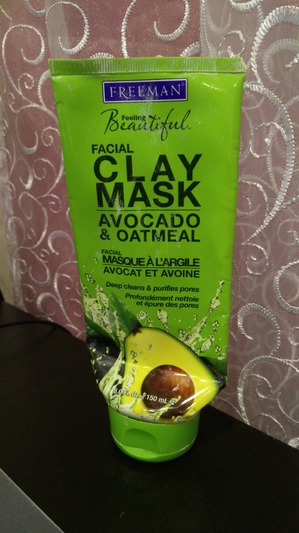 FREEMAN
Feeling
Beautiful
FACIAL
CLAY
MASK
AVOCADO
& OATMEAL
FACIAL
MASQUE À L'ARGILE
AVOCAT ET AVOINE
Deep cleans & purifies pores
Profondément nettoie
et épure des pores
150 mL